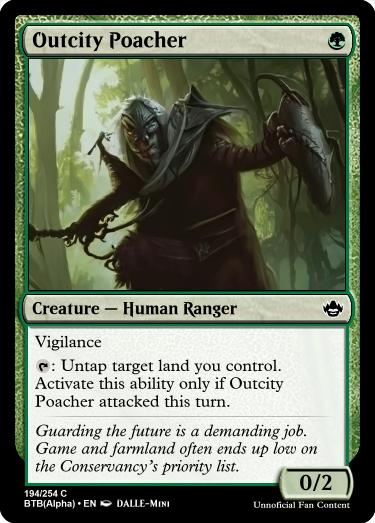 Outcity Poacher
Creature — Human Ranger
Vigilance
: Untap target land you control.
Activate this ability only if Outcity
Poacher attacked this turn.
Guarding the future is a demanding job.
Game and farmland often ends up low on
the Conservancy's priority list.
0/2
194/254 C
BTB(Alpha) • EN DALLE-Mini
Unnoficial Fan Content